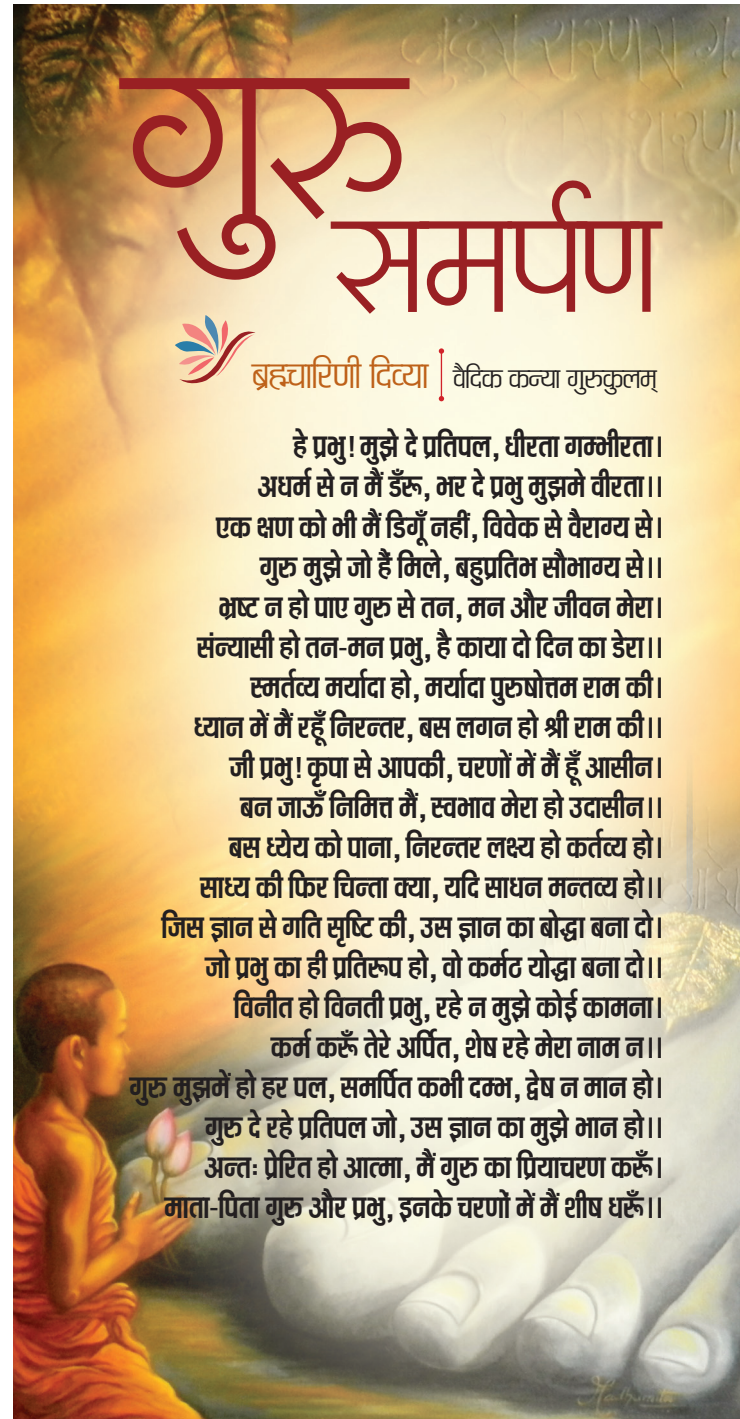 गुरु
समर्पण
ब्रह्मचारिणी दिव्या | वैदिक कन्या गुरुकुलम्
हे प्रभु! मुझे दे प्रतिपल, धीरता गम्भीरता।
अधर्म से न मैं डँरू, भर दे प्रभु मुझमे वीरता।।
एक क्षण को भी मैं डिगूँ नहीं, विवेक से वैराग्य से।
गुरु मुझे जो हैं मिले, बहुप्रतिभ सौभाग्य से।।
भ्रष्ट न हो पाए गुरु से तन, मन और जीवन मेरा।
संन्यासी हो तन-मन प्रभु, है काया दो दिन का डेरा।।
स्मर्तव्य मर्यादा हो, मर्यादा पुरुषोत्तम राम की।
ध्यान में मैं रहूँ निरन्तर, बस लगन हो श्री राम की।।
जी प्रभु! कृपा से आपकी, चरणों में मैं हूँ आसीन।
बन जाऊँ निमित्त मैं, स्वभाव मेरा हो उदासीन।।
बस ध्येय को पाना, निरन्तर लक्ष्य हो कर्तव्य हो।
साध्य की फिर चिन्ता क्या, यदि साधन मन्तव्य हो।।
जिस ज्ञान से गति सृष्टि की, उस ज्ञान का बोद्धा बना दो।
जो प्रभु का ही प्रतिरूप हो, वो कर्मठ योद्धा बना दो।।
विनीत हो विनती प्रभु, रहे न मुझे कोई कामना।
कर्म करूँ तेरे अर्पित, शेष रहे मेरा नाम न।।
गुरु मुझमें हो हर पल, समर्पित कभी दम्भ, द्वेष न मान हो।
गुरु दे रहे प्रतिपल जो, उस ज्ञान का मुझे भान हो।।
अन्तः प्रेरित हो आत्मा, मैं गुरु का प्रियाचरण करूँ।
माता-पिता गुरु और प्रभु, इनके चरणों में मैं शीष धरूँ।।